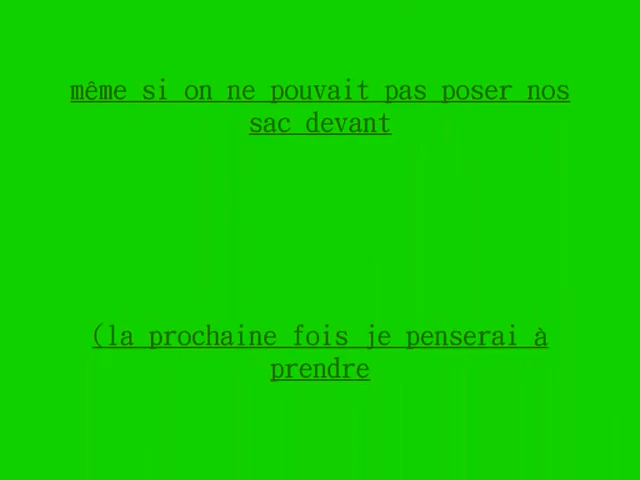 même si on ne pouvait pas poser nos
sac devant
(la prochaine fois je penserai à
prendre